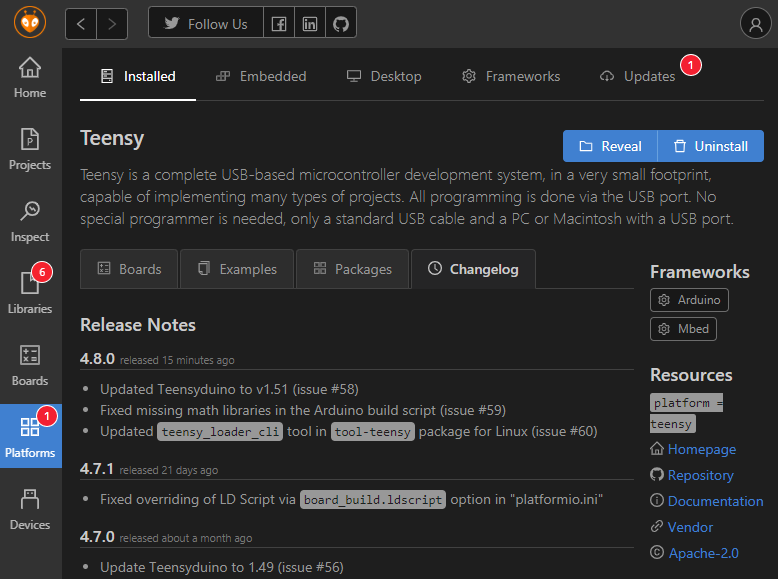 Follow Us
Home
Projects
Inspect
6
Libraries
Boards
1
Platforms
Devices
Installed
Embedded
Desktop
Frameworks
Updates
1
Teensy
Reveal
Uninstall
Teensy is a complete USB-based microcontroller development system, in a very small footprint,
capable of implementing many types of projects. All programming is done via the USB port. No
special programmer is needed, only a standard USB cable and a PC or Macintosh with a USB port.
Boards
Examples
Packages
Changelog
Release Notes
4.8.0 released 15 minutes ago
Updated Teensyduino to v1.51 (issue #58)
Fixed missing math libraries in the Arduino build script (issue #59)
Updated teensy_loader_cli tool in tool-teensy package for Linux (issue #60)
4.7.1 released 21 days ago
Fixed overriding of LD Script via board_build.ldscript option in "platformio.ini"
4.7.0 released about a month ago
Update Teensyduino to 1.49 (issue #56)
Frameworks
Arduino
Mbed
Resources
platform =
teensy
Homepage
Repository
Documentation
Vendor
Apache-2.0